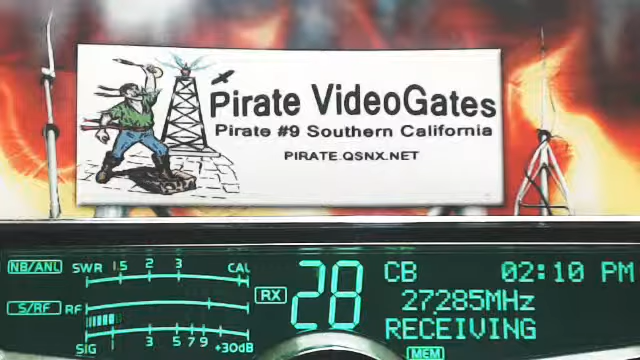 Pirate VideoGates
Pirate #9 Southern California
PIRATE.QSNX.NET
NB/ANL SWR 1.5 2 3 CAL
S/RF RF
SIG 3 5 7 9 +30dB
RX 28
CB 02:10 PM
27285MHz
RECEIVING
MEM